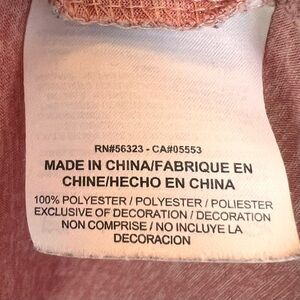 RN#56323 - CA#05553
MADE IN CHINA/FABRIQUE EN
CHINE/HECHO EN CHINA
100% POLYESTER / POLYESTER / POLIESTER
EXCLUSIVE OF DECORATION / DECORATION
NON COMPRISE / NO INCLUYE LA
DECORACION